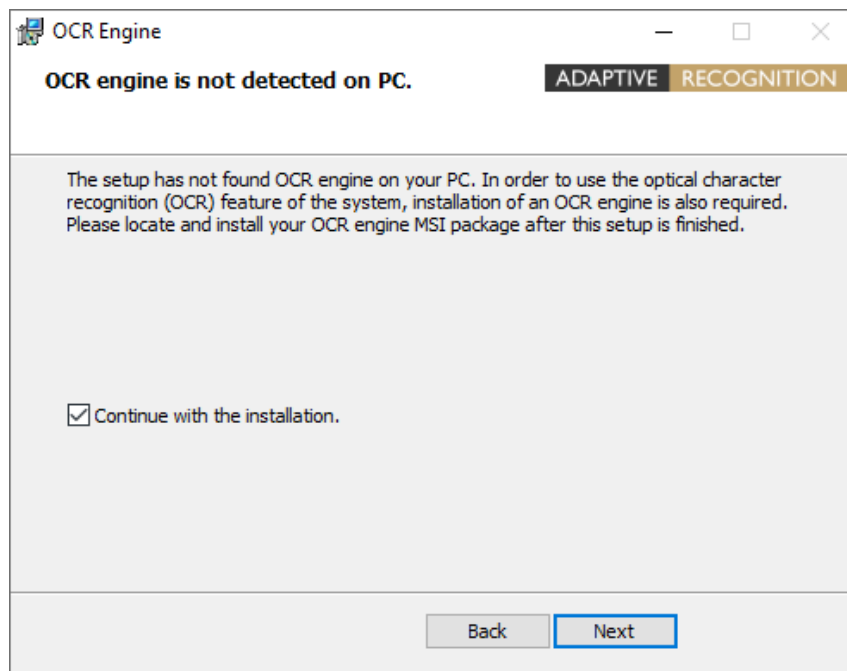 OCR Engine
OCR engine is not detected on PC.
ADAPTIVE RECOGNITION
The setup has not found OCR engine on your PC. In order to use the optical character
recognition (OCR) feature of the system, installation of an OCR engine is also required.
Please locate and install your OCR engine MSI package after this setup is finished.
Continue with the installation.
Back Next